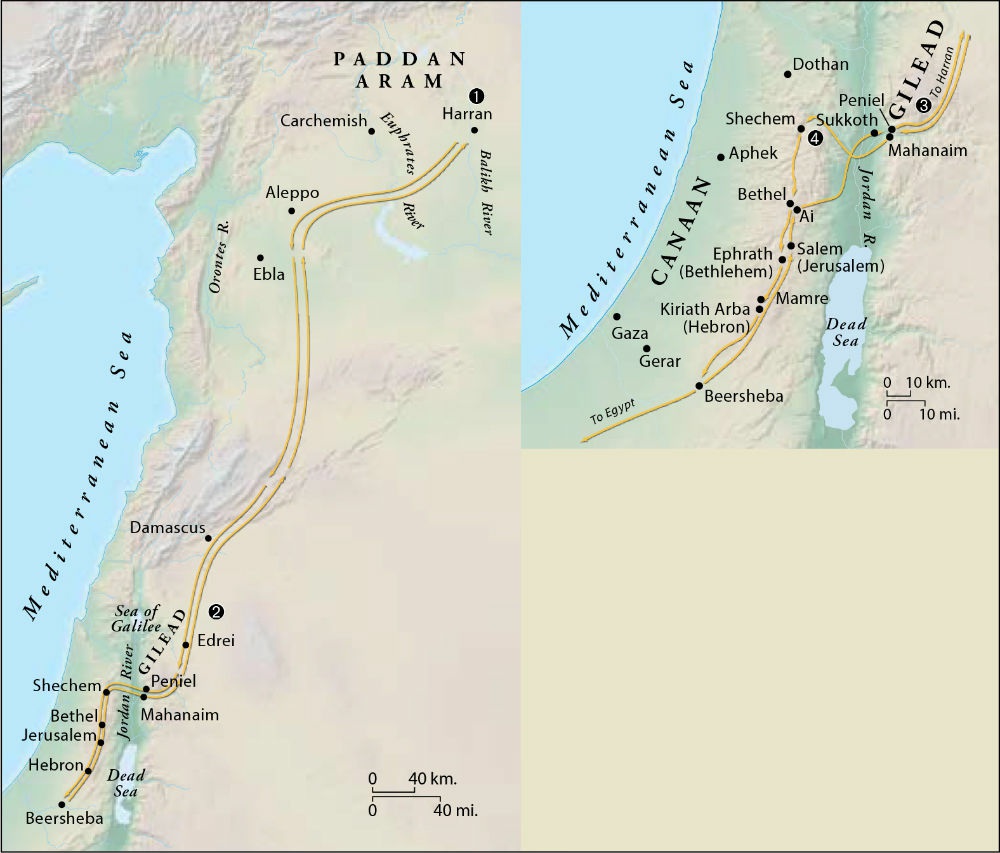 PADDAN
ARAM
1
Harran
Carchemish
Euphrates
River
Balikh River
Aleppo
Orontes R.
Ebla
Mediterranean Sea
Damascus
2
Sea of
Galilee
GILEAD
Edrei
Jordan River
Shechem
Peniel
Mahanaim
Bethel
Jerusalem
Hebron
Dead
Sea
Beersheba
0 40 km.
0 40 mi.
Mediterranean Sea
Dothan
GILEAD
To Harran
3
Peniel
Shechem
Sukkoth
4
Mahanaim
Aphek
CANAAN
Jordan R.
Bethel
Ai
Ephrath
(Bethlehem)
Salem
(Jerusalem)
Kiriath Arba
(Hebron)
Mamre
Gaza
Gerar
Dead
Sea
Beersheba
To Egypt
0 10 km.
0 10 mi.